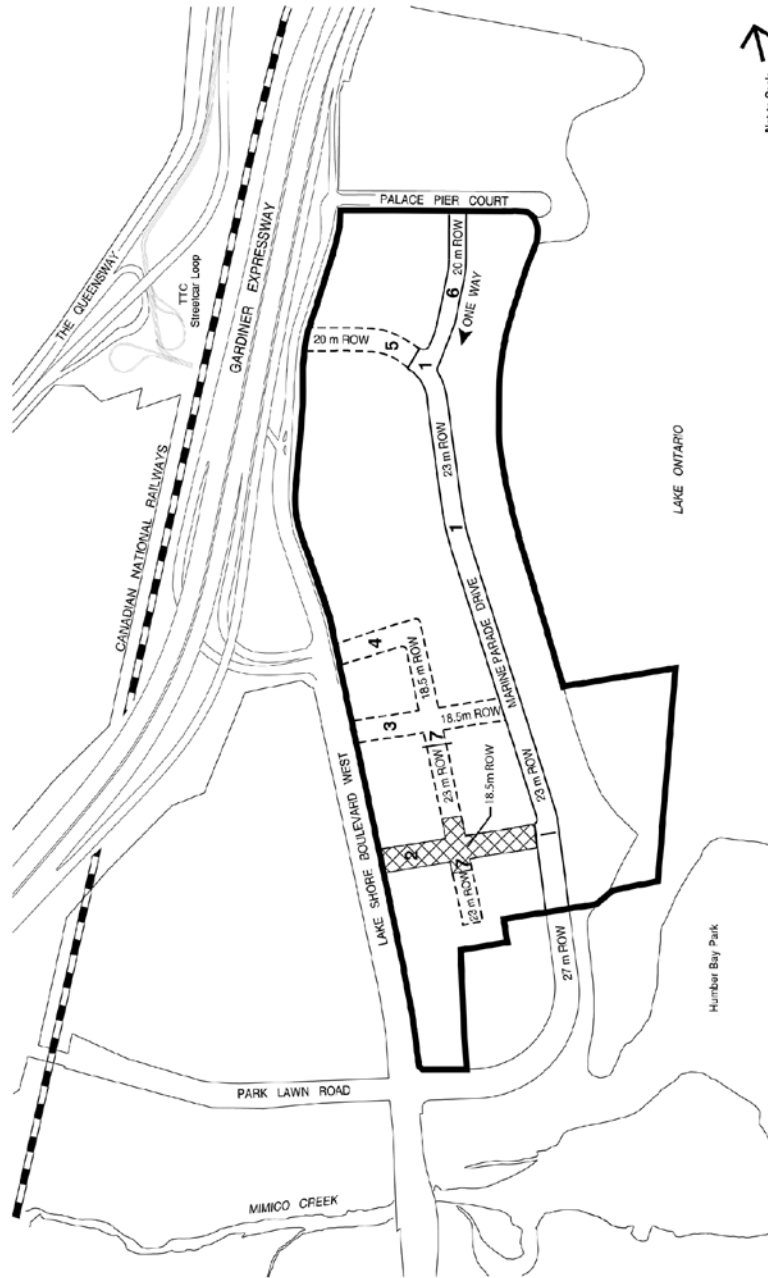 THE QUEENSWAY
TTC
Streetcar Loop
GARDINER EXPRESSWAY
CANADIAN NATIONAL RAILWAYS
PALACE PIER COURT
20 m ROW
6
ONE WAY
20 m ROW
5
1
23 m ROW
1
LAKE ONTARIO
MARINE PARADE DRIVE
4
18.5m ROW
3
18.5m ROW
7
23 m ROW
18.5m ROW
23 m ROW
LAKE SHORE BOULEVARD WEST
2
7
23 m ROW
27 m ROW
Humber Bay Park
PARK LAWN ROAD
MIMICO CREEK